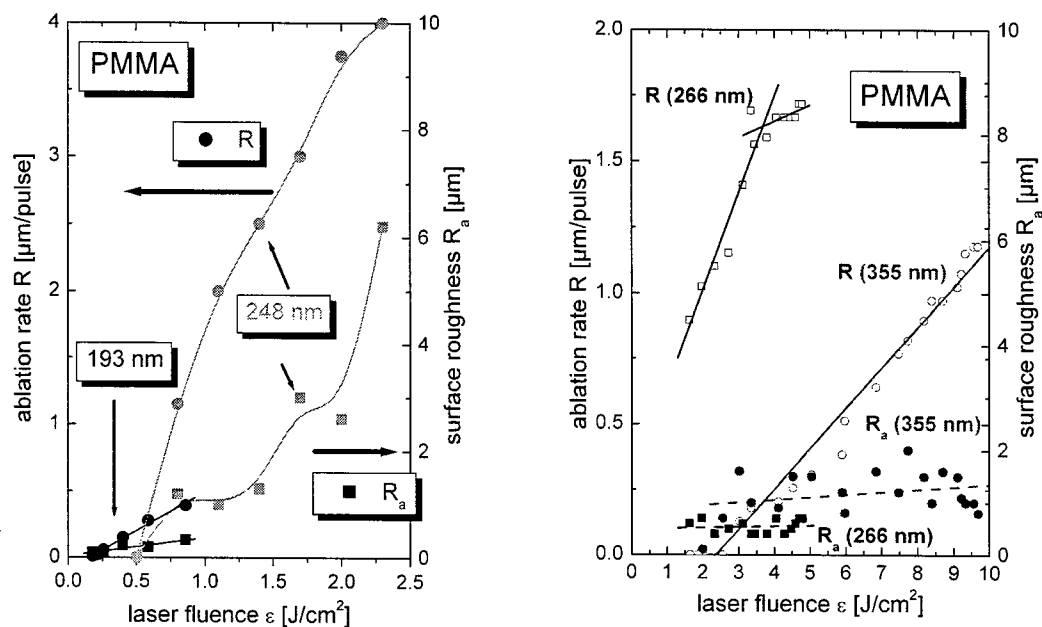 PMMA
R
248 nm
193 nm
R_a
4
3
2
1
0
ablation rate R [µm/pulse]
10
8
6
4
2
0
surface roughness R_a [µm]
0.0 0.5 1.0 1.5 2.0 2.5
laser fluence ε [J/cm²]
PMMA
R (266 nm)
R (355 nm)
R_a (355 nm)
R_a (266 nm)
2.0
1.5
1.0
0.5
0.0
ablation rate R [µm/pulse]
10
8
6
4
2
0
surface roughness R_a [µm]
0 1 2 3 4 5 6 7 8 9 10
laser fluence ε [J/cm²]